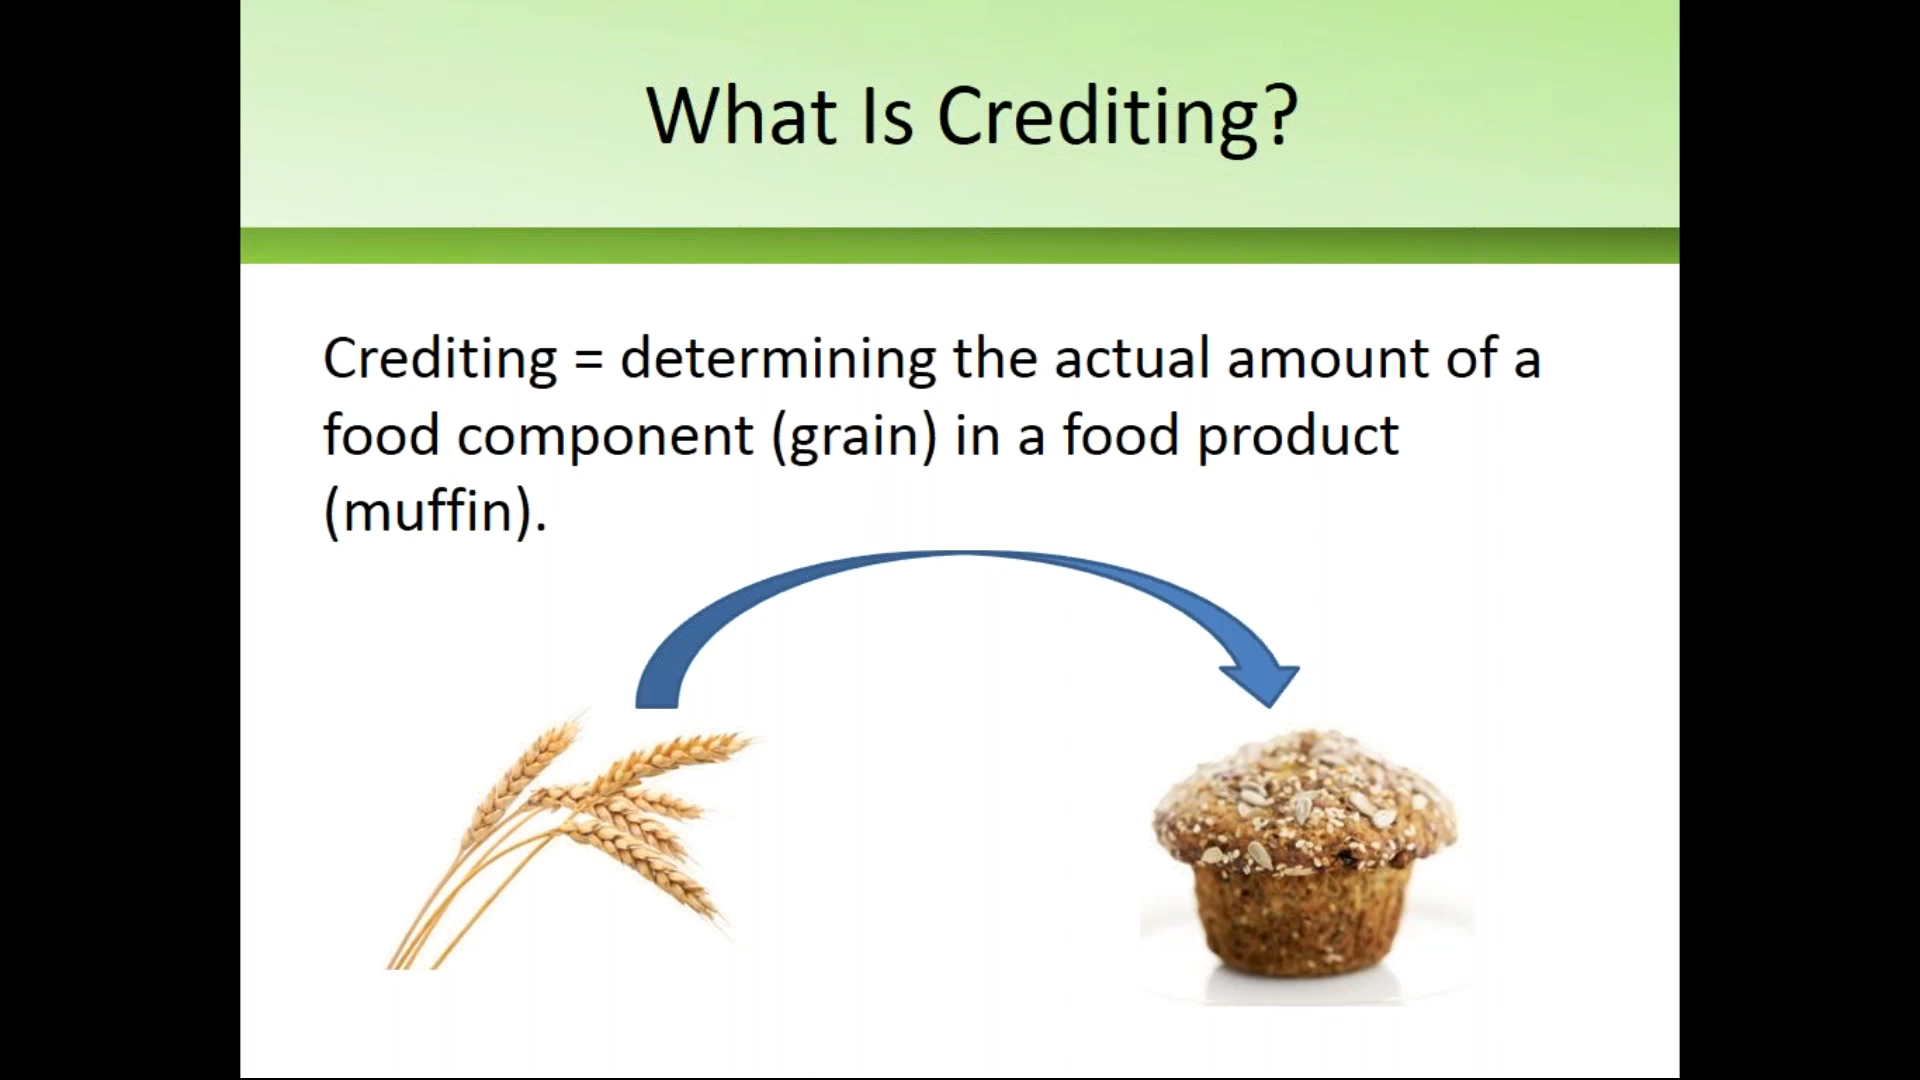 What Is Crediting?
Crediting = determining the actual amount of a
food component (grain) in a food product
(muffin).